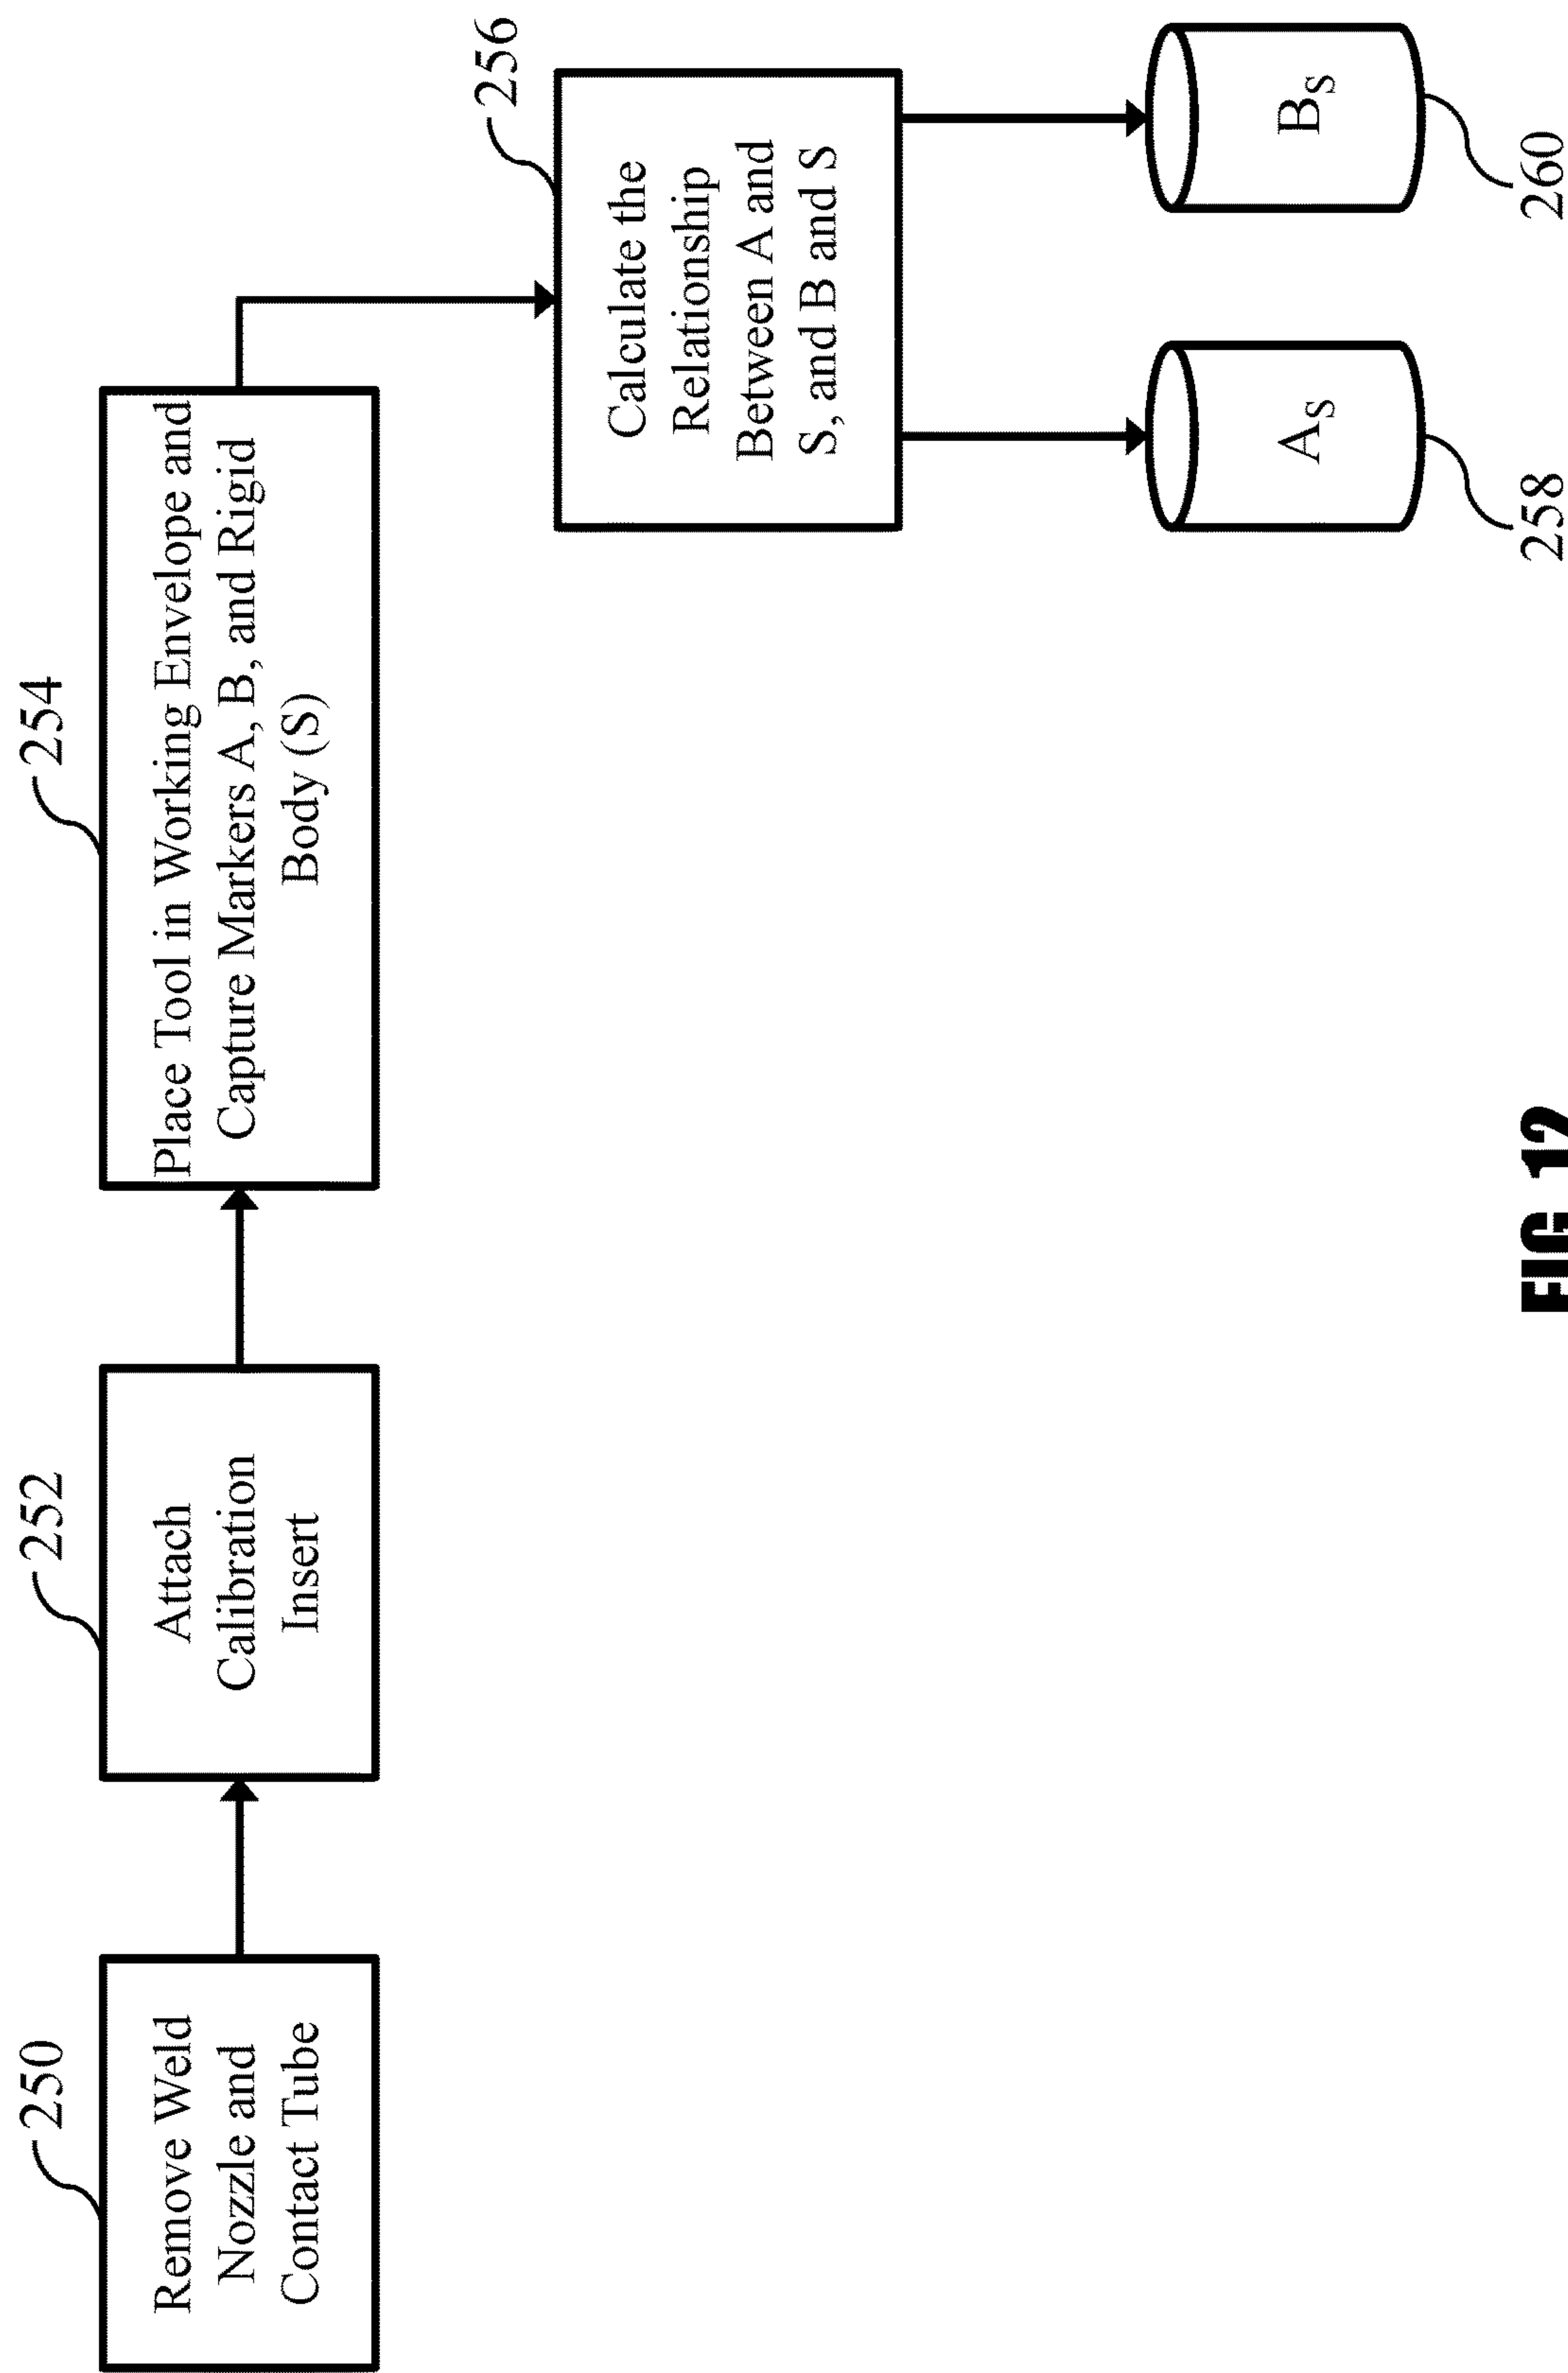 250
Remove Weld
Nozzle and
Contact Tube
252
Attach
Calibration
Insert
254
Place Tool in Working Envelope and
Capture Markers A, B, and Rigid
Body (S)
256
Calculate the
Relationship
Between A and
S, and B and S
A_S
258
B_S
260
FIG. 12